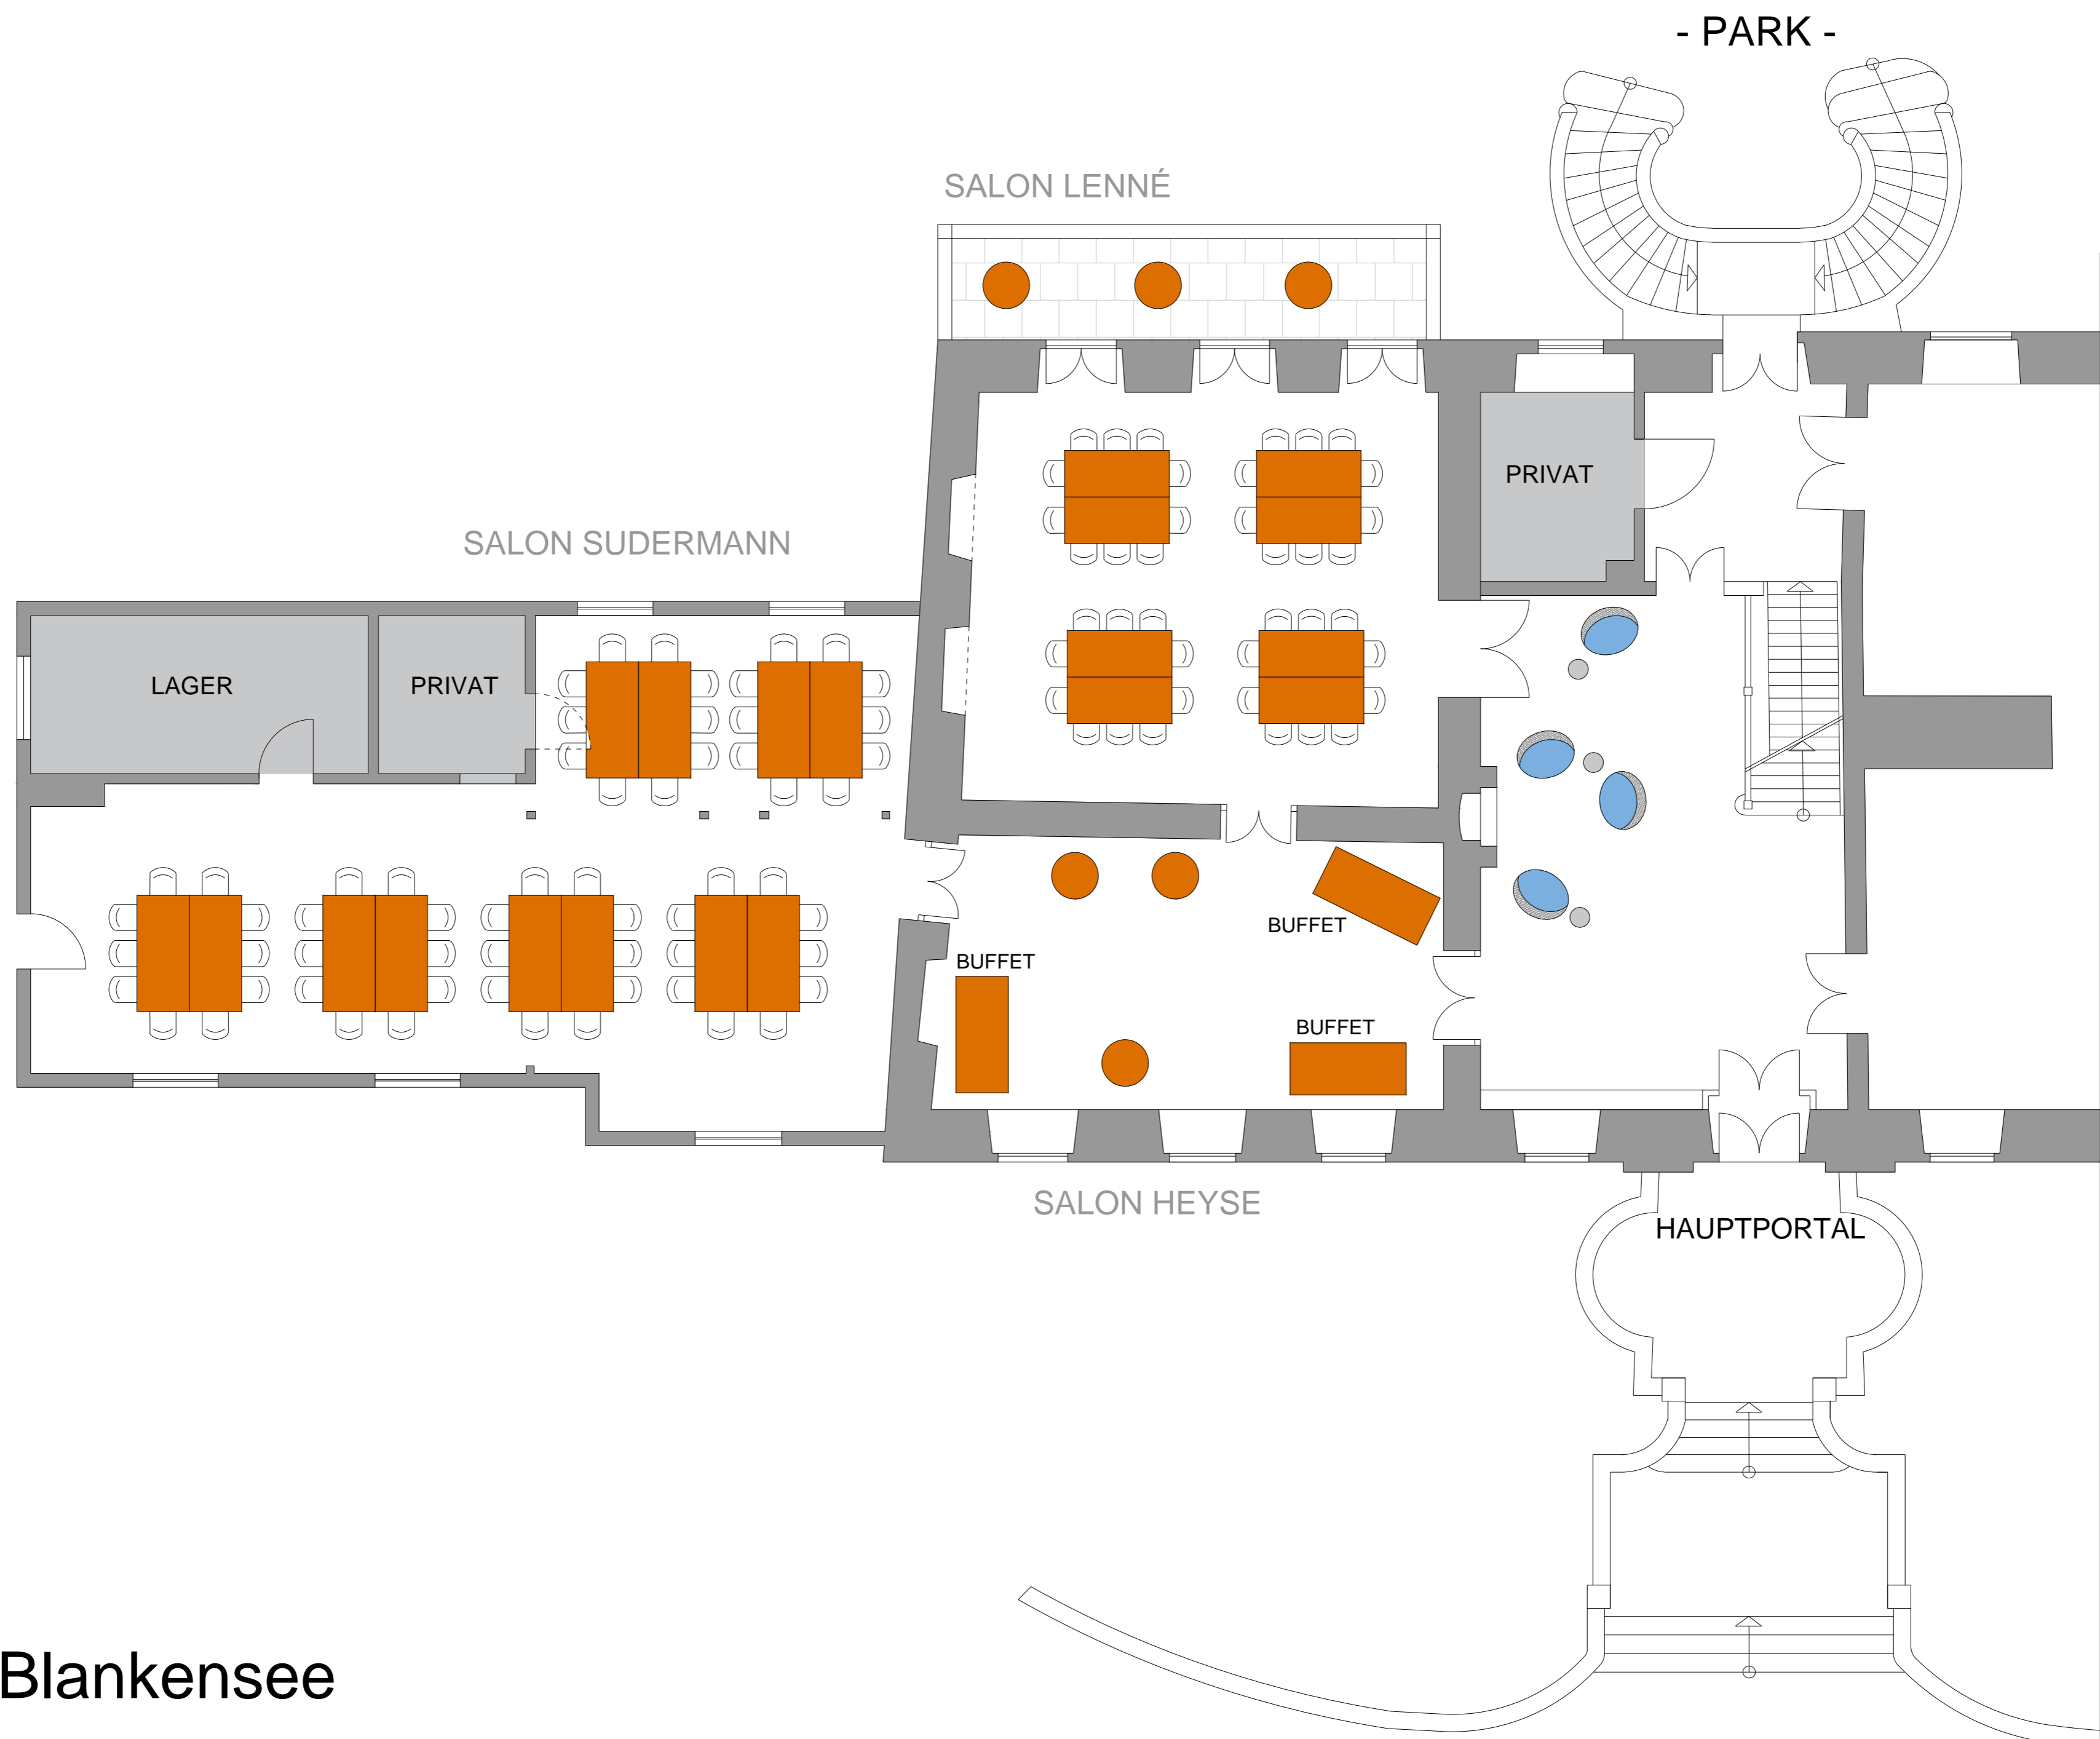 - PARK -
SALON LENNÉ
PRIVAT
SALON SUDERMANN
LAGER
PRIVAT
BUFFET
BUFFET
BUFFET
SALON HEYSE
HAUPTPORTAL
Blankensee